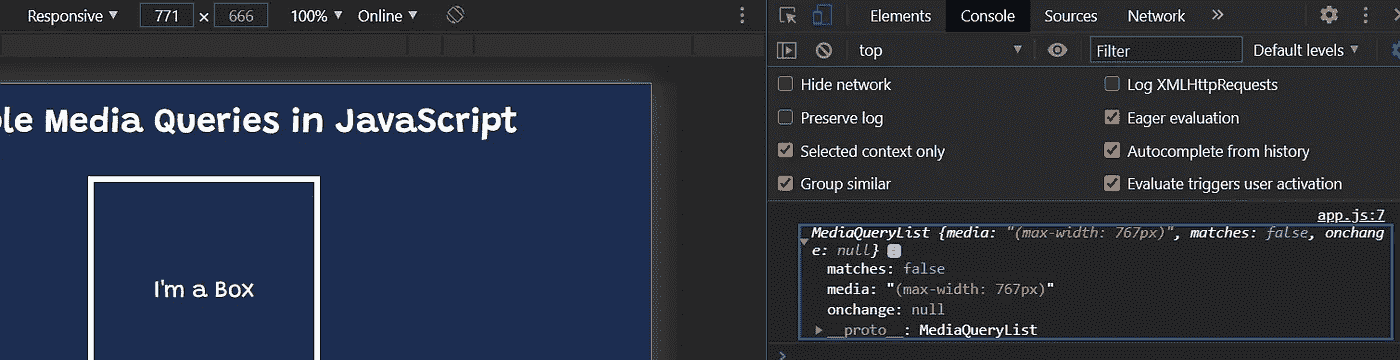 Responsive 771 × 666 100% Online
le Media Queries in JavaScript
I'm a Box
Elements Console Sources Network
top Filter Default levels
Hide network Log XMLHttpRequests
Preserve log Eager evaluation
Selected context only Autocomplete from history
Group similar Evaluate triggers user activation
app.js:7
MediaQueryList {media: "(max-width: 767px)", matches: false, onchang
e: null}
matches: false
media: "(max-width: 767px)"
onchange: null
__proto__: MediaQueryList